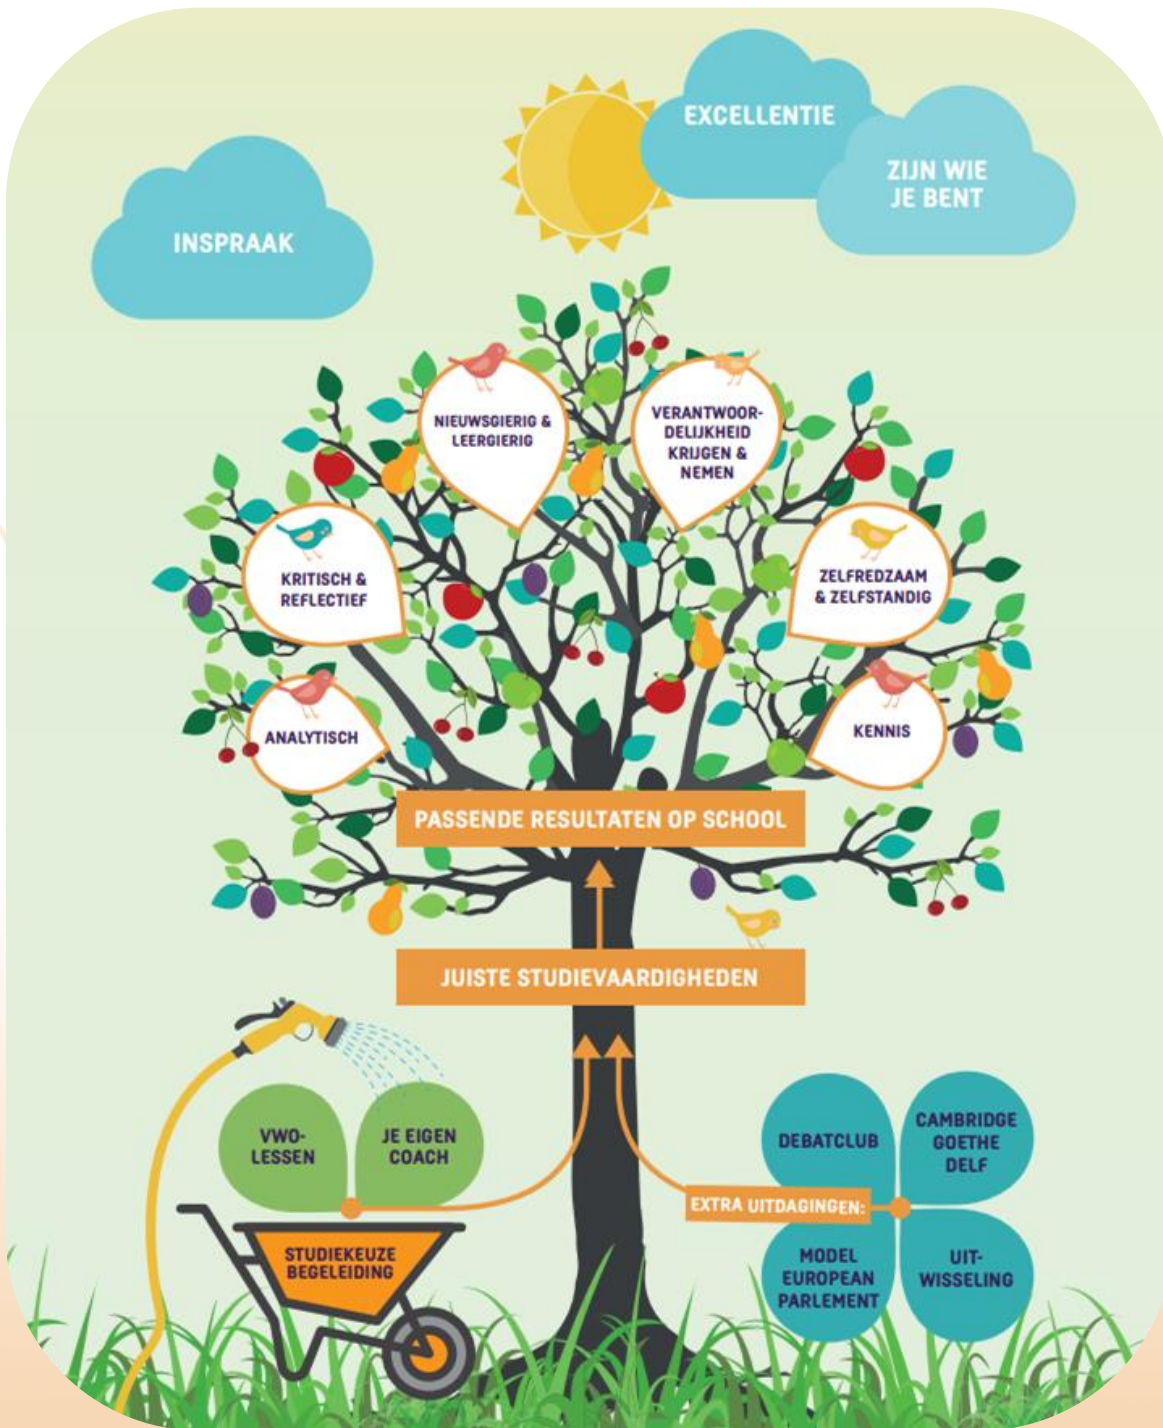 EXCELLENTIE
ZIJN WIE
JE BENT
INSPRAAK
NIEUWSGIERIG &
LEERGIERIG
VERANTWOOR-
DELIJKHEID
KRIJGEN &
NEMEN
KRITISCH &
REFLECTIEF
ZELFREDZAAM
& ZELFSTANDIG
ANALYTISCH
KENNIS
PASSENDE RESULTATEN OP SCHOOL
JUISTE STUDIEVAARDIGHEDEN
VWO-
LESSEN
JE EIGEN
COACH
DEBATCLUB
CAMBRIDGE
GOETHE
DELF
EXTRA UITDAGINGEN:
STUDIEKEUZE
BEGELEIDING
MODEL
EUROPEAN
PARLEMENT
UIT-
WISSELING